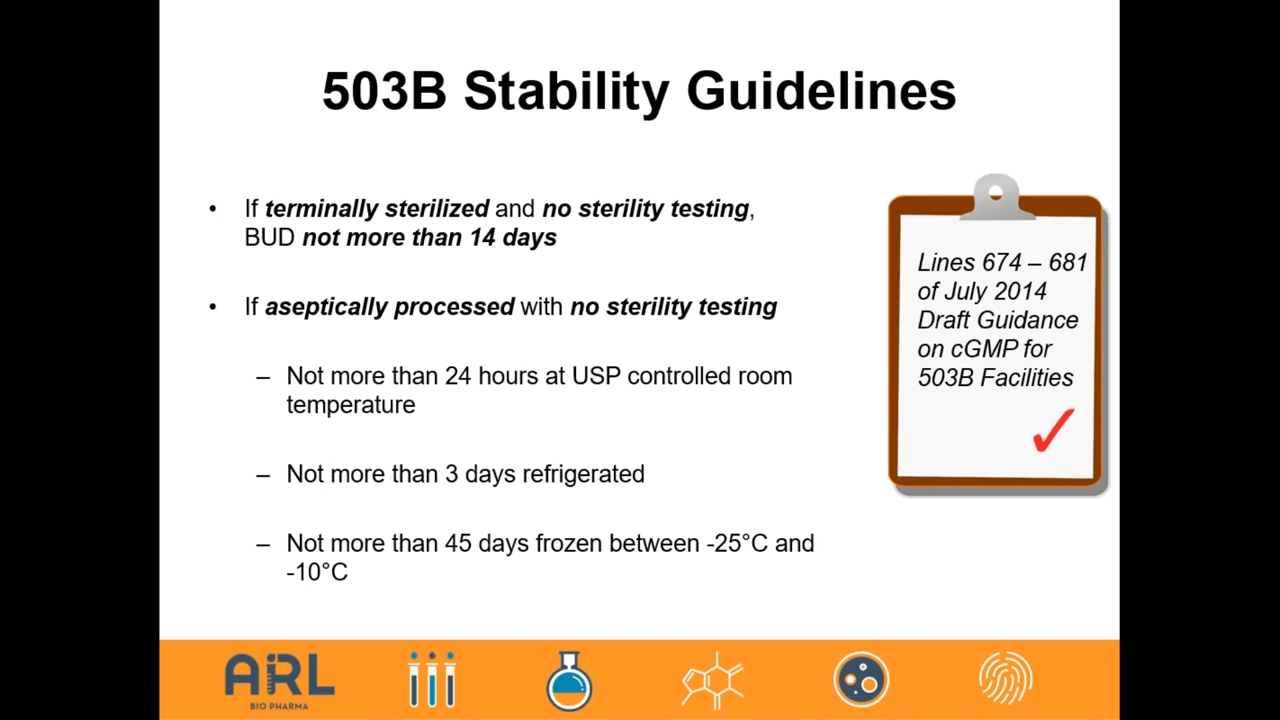 503B Stability Guidelines
• If terminally sterilized and no sterility testing,
BUD not more than 14 days
• If aseptically processed with no sterility testing
– Not more than 24 hours at USP controlled room
temperature
– Not more than 3 days refrigerated
– Not more than 45 days frozen between -25°C and
-10°C
Lines 674 – 681
of July 2014
Draft Guidance
on cGMP for
503B Facilities
ARL
BIO PHARMA